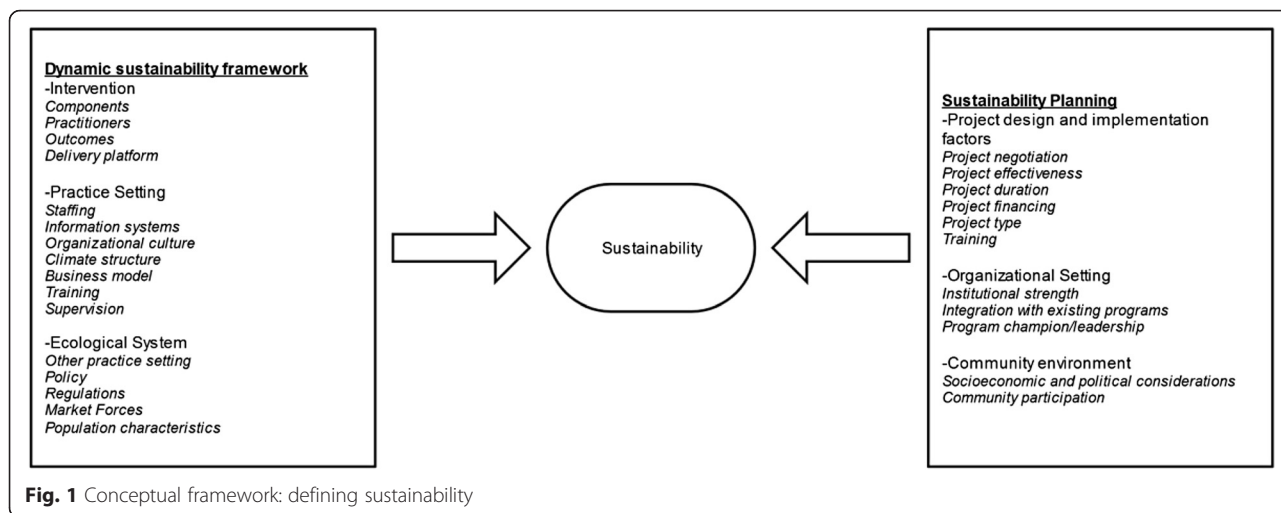 Dynamic sustainability framework
-Intervention
Components
Practitioners
Outcomes
Delivery platform
-Practice Setting
Staffing
Information systems
Organizational culture
Climate structure
Business model
Training
Supervision
-Ecological System
Other practice setting
Policy
Regulations
Market Forces
Population characteristics
Sustainability
Sustainability Planning
-Project design and implementation
factors
Project negotiation
Project effectiveness
Project duration
Project financing
Project type
Training
-Organizational Setting
Institutional strength
Integration with existing programs
Program champion/leadership
-Community environment
Socioeconomic and political considerations
Community participation
Fig. 1 Conceptual framework: defining sustainability